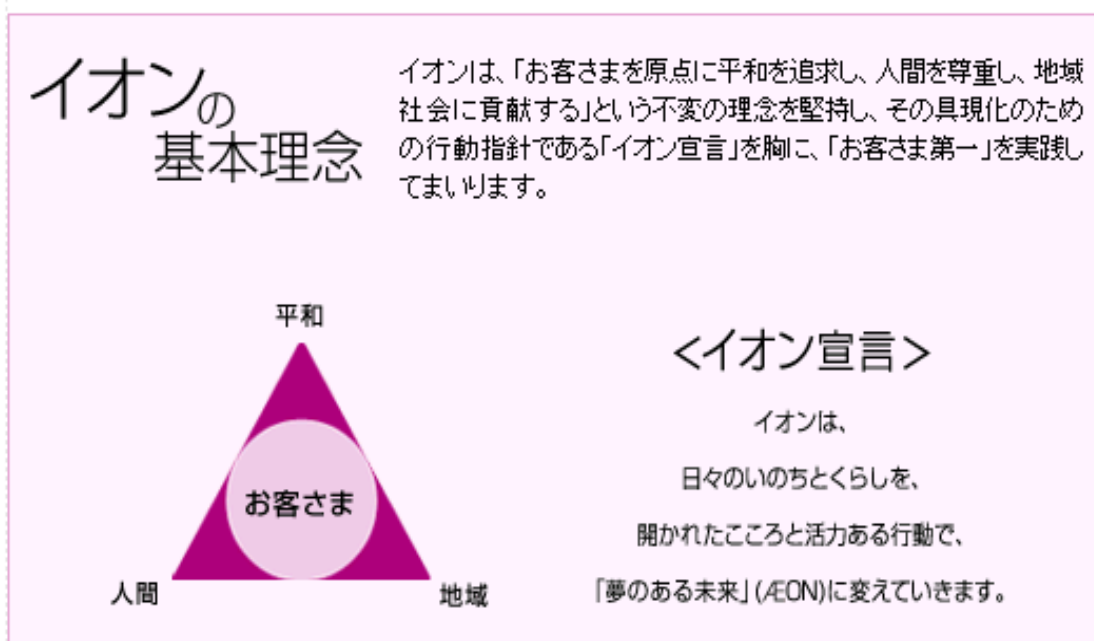 イオンの
基本理念
イオンは、「お客さまを原点に平和を追求し、人間を尊重し、地域
社会に貢献する」という不変の理念を堅持し、その具現化のため
の行動指針である「イオン宣言」を胸に、「お客さま第一」を実践し
てまいります。
平和
お客さま
人間
地域
<イオン宣言>
イオンは、
日々のいのちとくらしを、
開かれたこころと活力ある行動で、
「夢のある未来」(ÆON)に変えていきます。